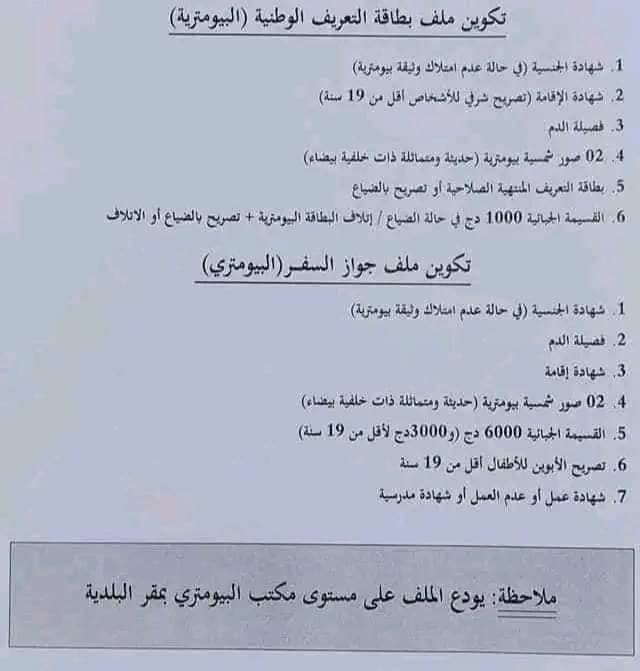 تكوين ملف بطاقة التعريف الوطنية (البيومترية)
1. شهادة الجنسية (في حالة عدم امتلاك وثيقة بيومترية)
2. شهادة الإقامة (تصريح شرفي للأشخاص أقل من 19 سنة)
3. فصيلة الدم
4. 02 صور شمسية بيومترية (حديثة ومتماثلة ذات خلفية بيضاء)
5. بطاقة التعريف المنتهية الصلاحية أو تصريح بالضياع
6. القسيمة الجبائية 1000 دج في حالة الضياع / إتلاف البطاقة البيومترية + تصريح بالضياع أو الاتلاف
تكوين ملف جواز السفـر(البيومتري)
1. شهادة الجنسية (في حالة عدم امتلاك وثيقة بيومترية)
2. فصيلة الدم
3. شهادة إقامة
4. 02 صور شمسية بيومترية (حديثة ومتماثلة ذات خلفية بيضاء)
5. القسيمة الجبائية 6000 دج (و3000دج لأقل من 19 سنة)
6. تصريح الأبوين للأطفال أقل من 19 سنة
7. شهادة عمل أو عدم العمل أو شهادة مدرسية
ملاحظة: يودع الملف على مستوى مكتب البيومتري بمقر البلدية